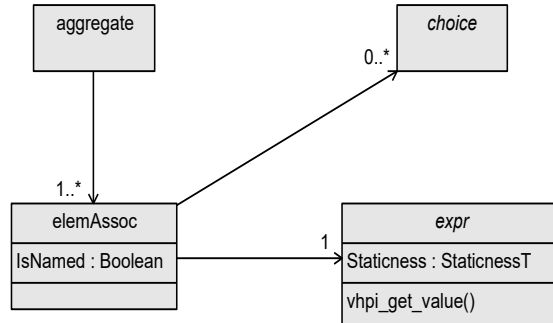 aggregate
choice
0..*
1..*
elemAssoc
IsNamed : Boolean
1
expr
Staticness : StaticnessT
vhpi_get_value()